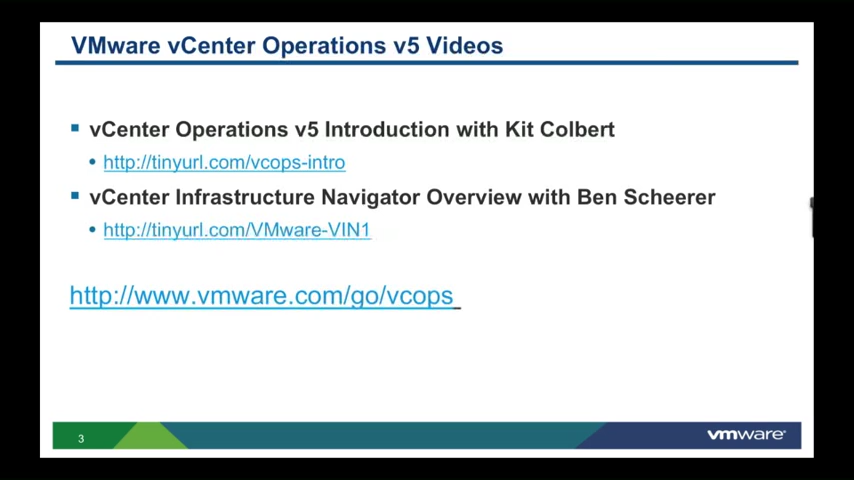 VMware vCenter Operations v5 Videos
▪ vCenter Operations v5 Introduction with Kit Colbert
• http://tinyurl.com/vcops-intro
▪ vCenter Infrastructure Navigator Overview with Ben Scheerer
• http://tinyurl.com/VMware-VIN1
http://www.vmware.com/go/vcops
3
vmware®